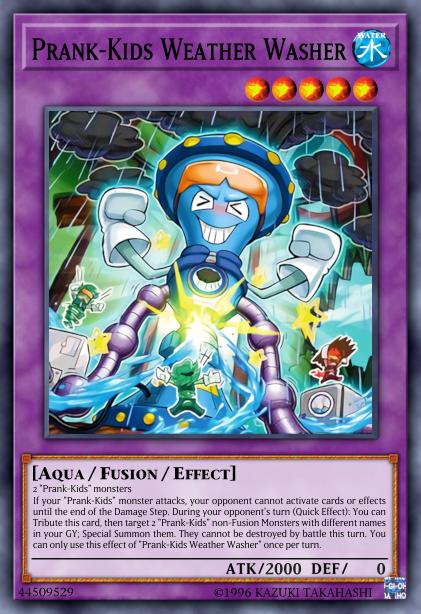 PRANK-KIDS WEATHER WASHER
WATER
水
[AQUA / FUSION / EFFECT]
2 "Prank-Kids" monsters
If your "Prank-Kids" monster attacks, your opponent cannot activate cards or effects
until the end of the Damage Step. During your opponent's turn (Quick Effect): You can
Tribute this card, then target 2 "Prank-Kids" non-Fusion Monsters with different names
in your GY; Special Summon them. They cannot be destroyed by battle this turn. You
can only use this effect of "Prank-Kids Weather Washer" once per turn.
ATK/2000 DEF/ 0
44509529
©1996 KAZUKI TAKAHASHI